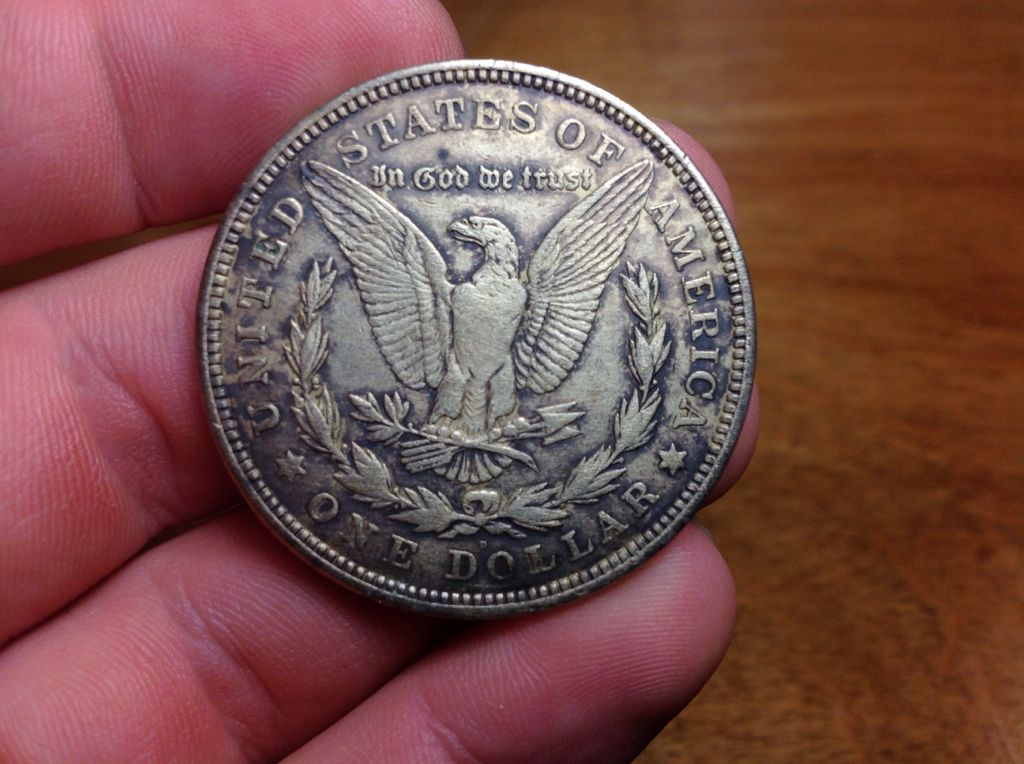 UNITED STATES OF AMERICA
In God we trust
D
ONE DOLLAR